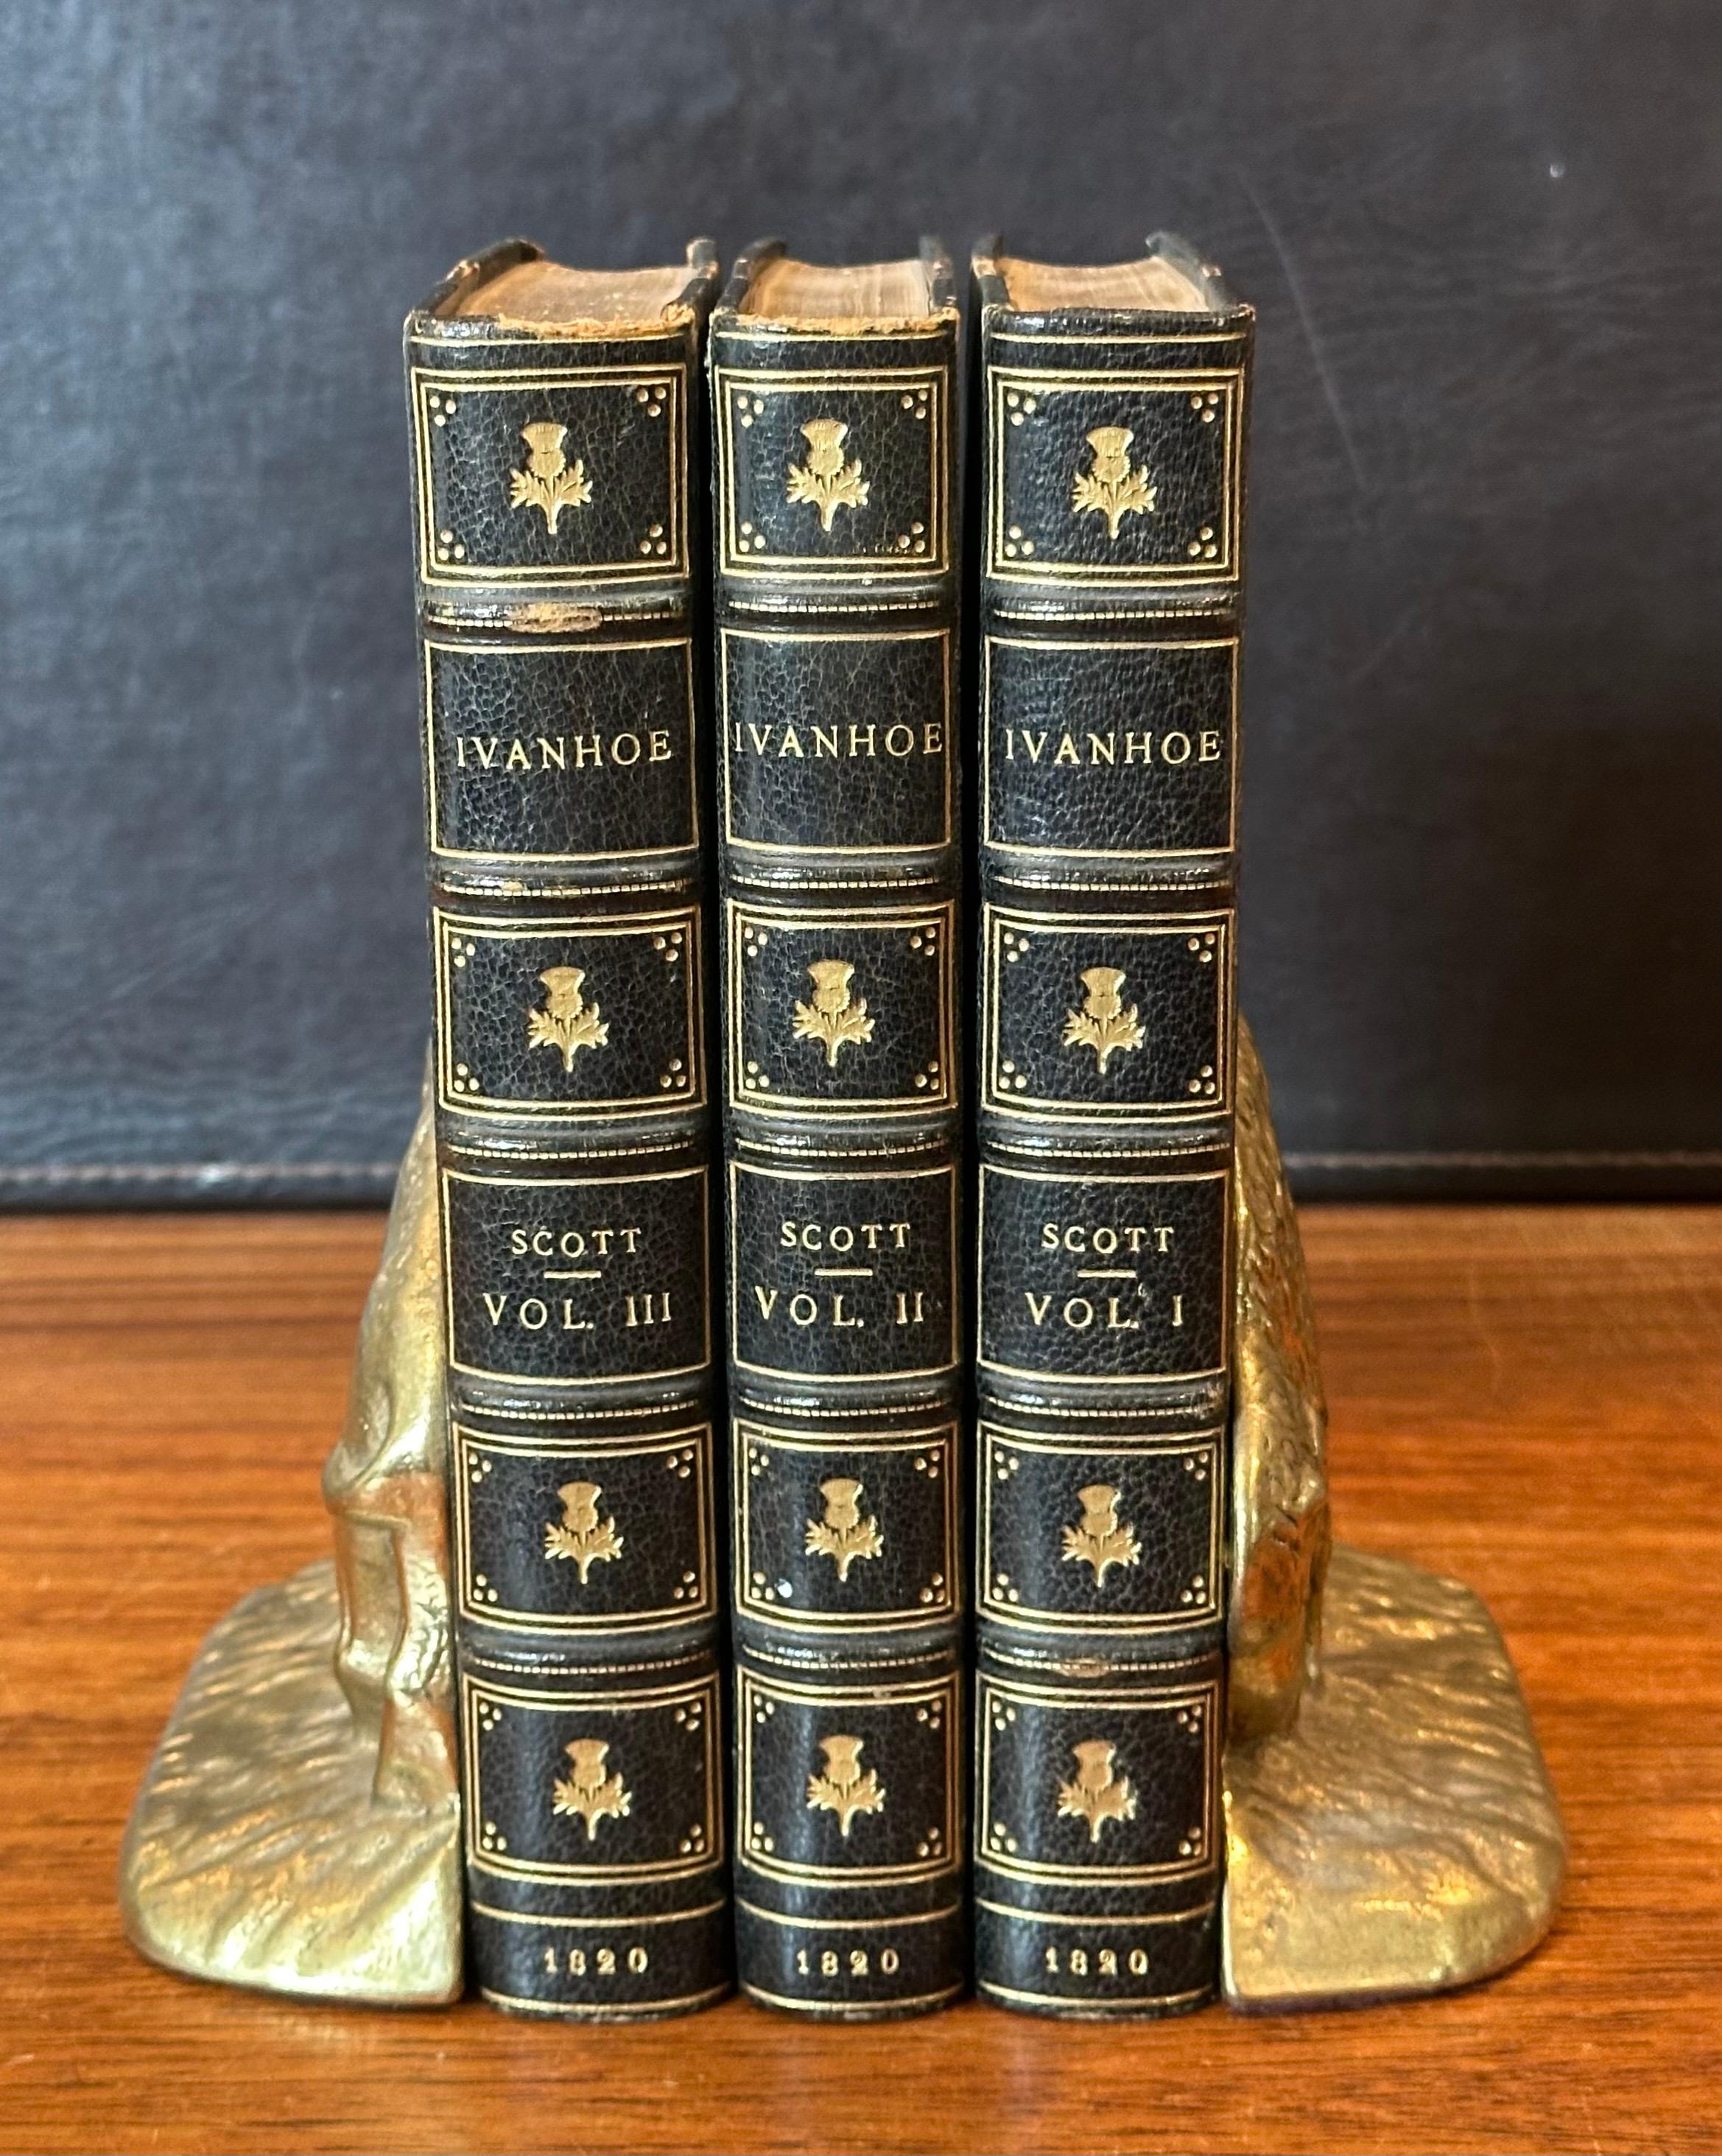 IVANHOE
SCOTT
VOL. III
1820
IVANHOE
SCOTT
VOL. II
1820
IVANHOE
SCOTT
VOL. I
1820